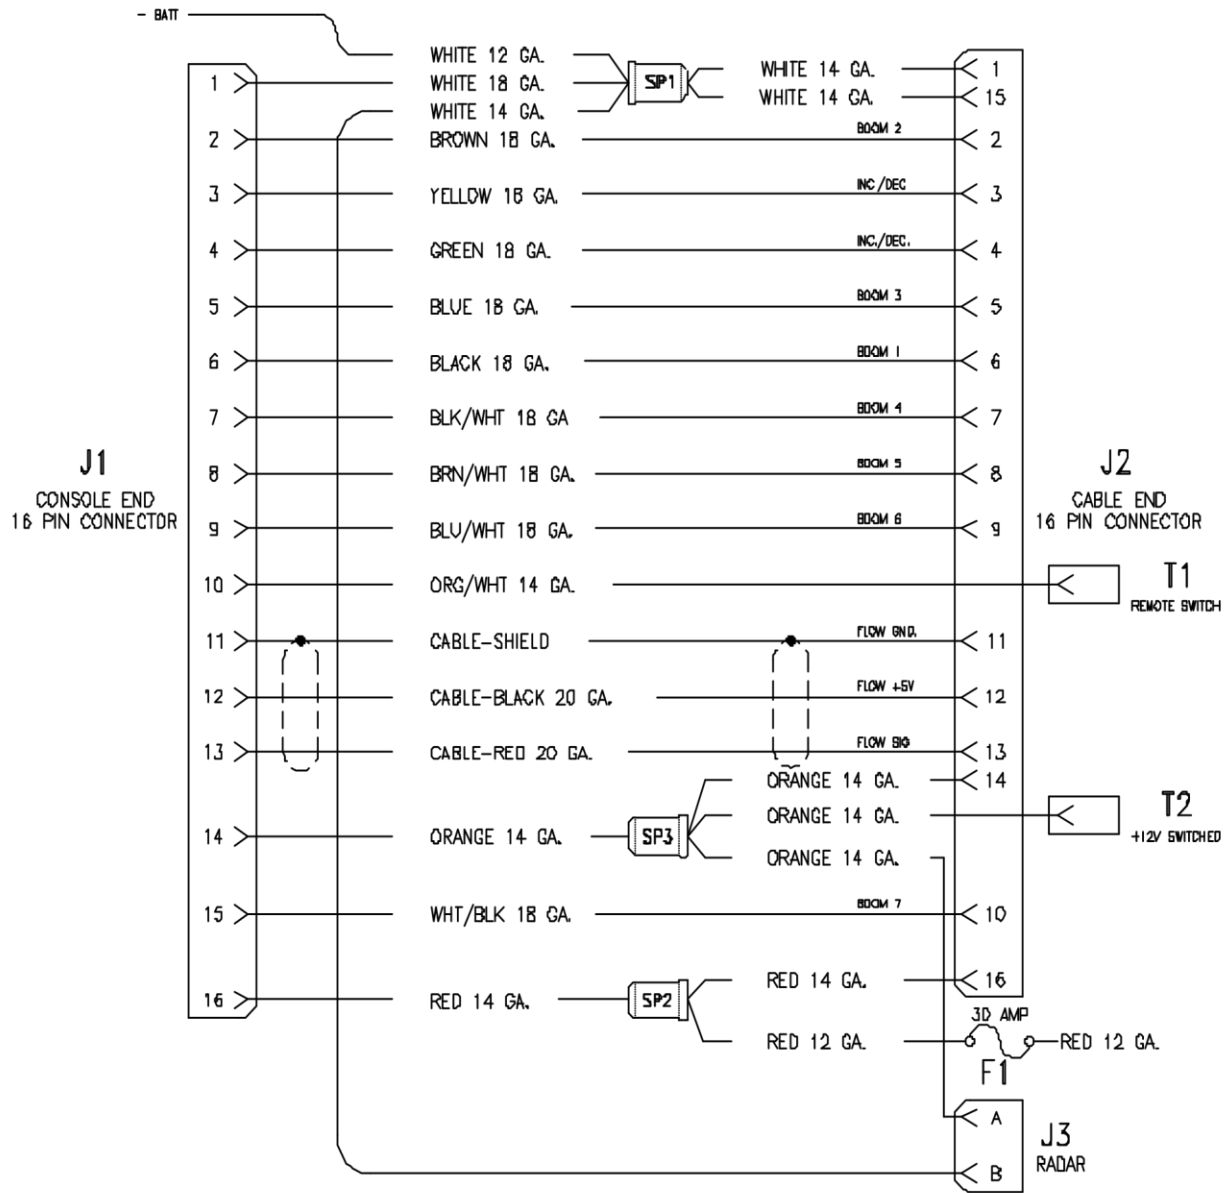 - BATT
WHITE 12 GA.
1 WHITE 18 GA. SP1 WHITE 14 GA. 1
WHITE 14 GA. WHITE 14 GA. 15
2 BROWN 18 GA. BOOM 2 2
3 YELLOW 18 GA. INC/DEC 3
4 GREEN 18 GA. INC./DEC. 4
5 BLUE 18 GA. BOOM 3 5
6 BLACK 18 GA. BOOM 1 6
7 BLK/WHT 18 GA BOOM 4 7
J1
CONSOLE END
16 PIN CONNECTOR
8 BRN/WHT 18 GA. BOOM 5 8
J2
CABLE END
16 PIN CONNECTOR
9 BLU/WHT 18 GA. BOOM 6 9
10 ORG/WHT 14 GA. T1
REMOTE SWITCH
11 CABLE-SHIELD FLOW GND. 11
12 CABLE-BLACK 20 GA. FLOW +5V 12
13 CABLE-RED 20 GA. FLOW SIG 13
ORANGE 14 GA. 14
ORANGE 14 GA. T2
+12V SWITCHED
14 ORANGE 14 GA. SP3
ORANGE 14 GA.
15 WHT/BLK 18 GA. BOOM 7 10
RED 14 GA. 16
16 RED 14 GA. SP2
30 AMP
RED 12 GA. RED 12 GA.
F1
A
J3
RADAR
B